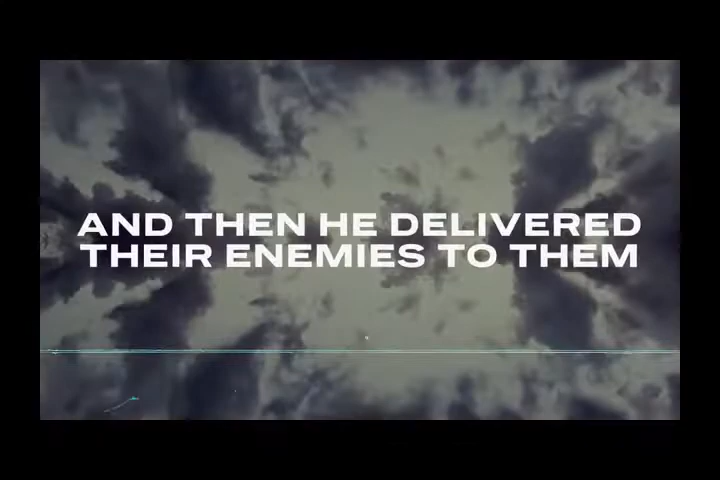 AND THEN HE DELIVERED
THEIR ENEMIES TO THEM